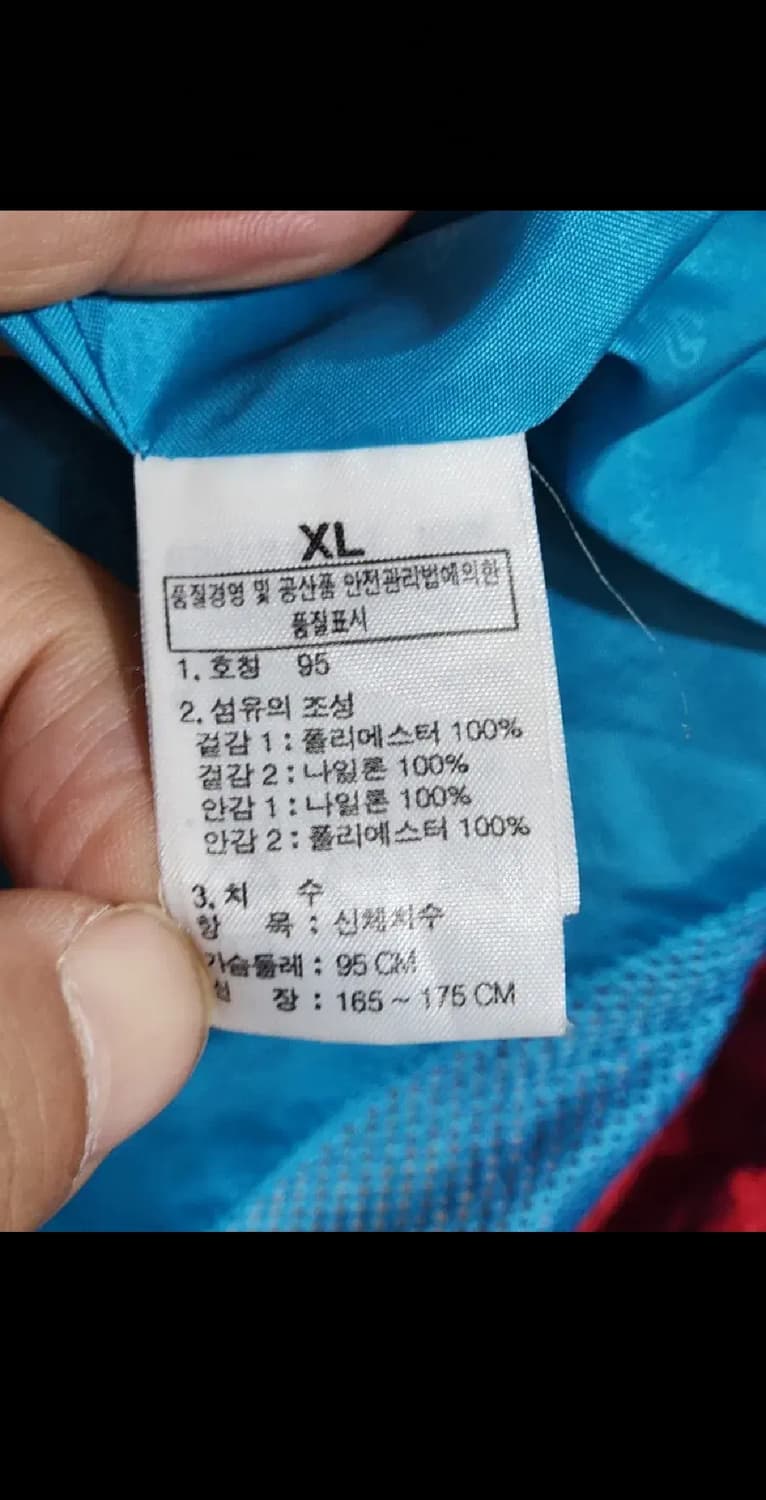 XL
품질경영 및 공산품 안전관리법에의한
품질표시
1. 호칭 95
2. 섬유의 조성
겉감 1 : 폴리에스터 100%
겉감 2 : 나일론 100%
안감 1 : 나일론 100%
안감 2 : 폴리에스터 100%
3. 치 수
항 목 : 신체치수
가슴둘레 : 95 CM
장 : 165 ~ 175 CM